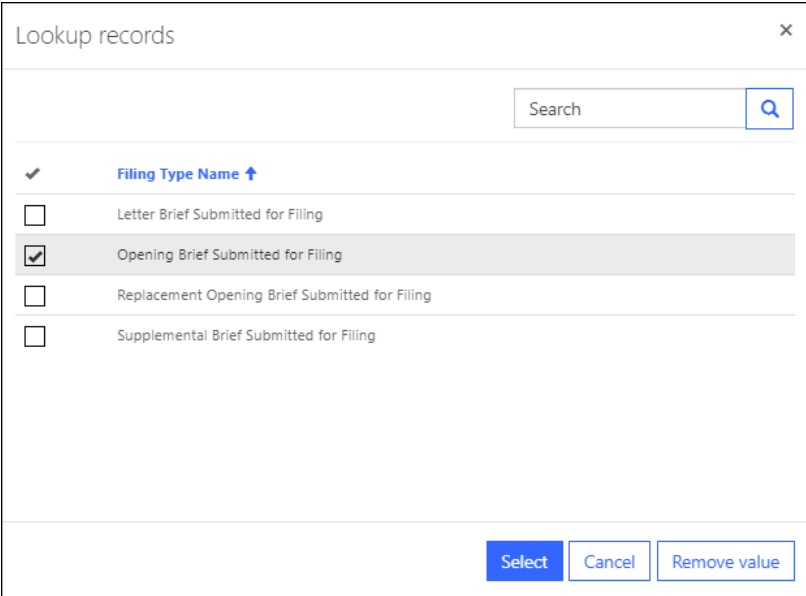 Lookup records
Search
Filing Type Name
Letter Brief Submitted for Filing
Opening Brief Submitted for Filing
Replacement Opening Brief Submitted for Filing
Supplemental Brief Submitted for Filing
Select Cancel Remove value